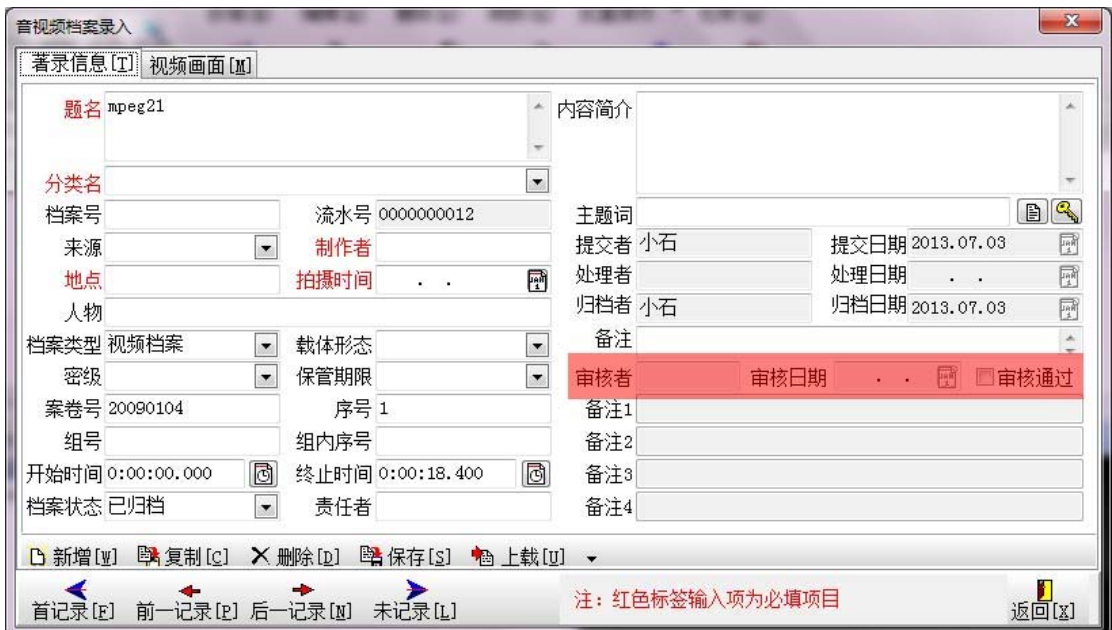 音视频档案录入
著录信息[T] 视频画面[M]
题名 mpeg21
内容简介
分类名
档案号 流水号 0000000012
主题词
来源 制作者
提交者 小石 提交日期 2013.07.03
地点 拍摄时间 . .
处理者 处理日期 . .
人物
归档者 小石 归档日期 2013.07.03
档案类型 视频档案 载体形态
备注
密级 保管期限
审核者 审核日期 . . 审核通过
案卷号 20090104 序号 1
备注1
组号 组内序号
备注2
开始时间 0:00:00.000 终止时间 0:00:18.400
备注3
档案状态 已归档 责任者
备注4
新增[W] 复制[C] 删除[D] 保存[S] 上载[U]
首记录[F] 前一记录[P] 后一记录[N] 末记录[L]
注：红色标签输入项为必填项目
返回[X]